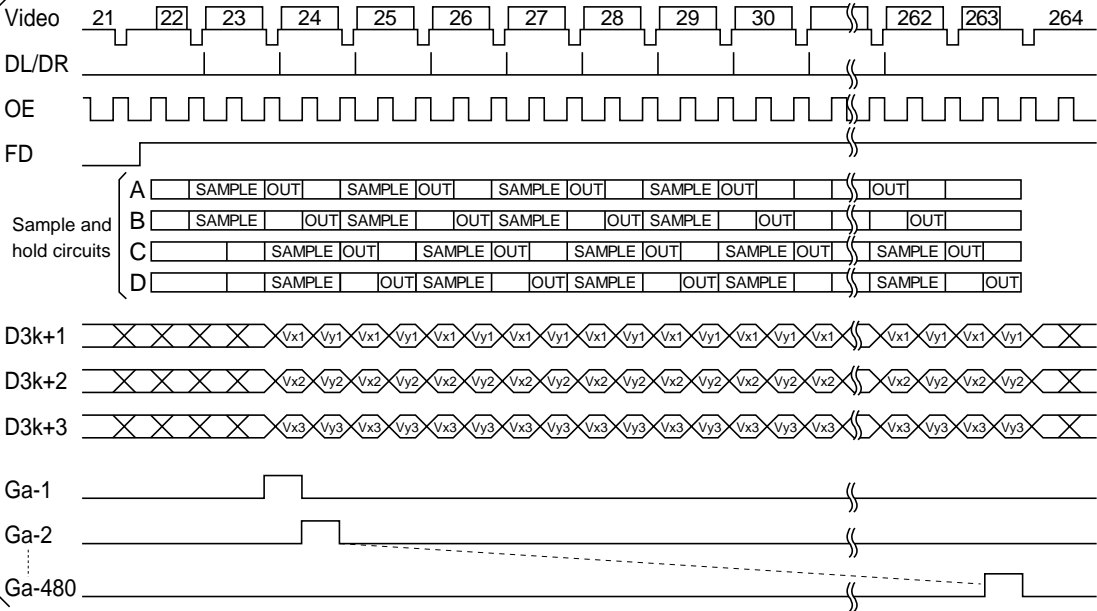 Video 21 22 23 24 25 26 27 28 29 30 262 263 264
DL/DR
OE
FD
Sample and hold circuits
A SAMPLE OUT SAMPLE OUT SAMPLE OUT SAMPLE OUT OUT
B SAMPLE OUT SAMPLE OUT SAMPLE OUT SAMPLE OUT OUT
C SAMPLE OUT SAMPLE OUT SAMPLE OUT SAMPLE OUT SAMPLE OUT
D SAMPLE OUT SAMPLE OUT SAMPLE OUT SAMPLE SAMPLE OUT
D3k+1 Vx1 Vy1 Vx1 Vy1 Vx1 Vy1 Vx1 Vy1 Vx1 Vy1 Vx1 Vy1 Vx1 Vy1 Vx1 Vx1 Vy1 Vx1 Vy1
D3k+2 Vx2 Vy2 Vx2 Vy2 Vx2 Vy2 Vx2 Vy2 Vx2 Vy2 Vx2 Vy2 Vx2 Vy2 Vx2 Vx2 Vy2 Vx2 Vy2
D3k+3 Vx3 Vy3 Vx3 Vy3 Vx3 Vy3 Vx3 Vy3 Vx3 Vy3 Vx3 Vy3 Vx3 Vy3 Vx3 Vx3 Vy3 Vx3 Vy3
Ga-1
Ga-2
Ga-480